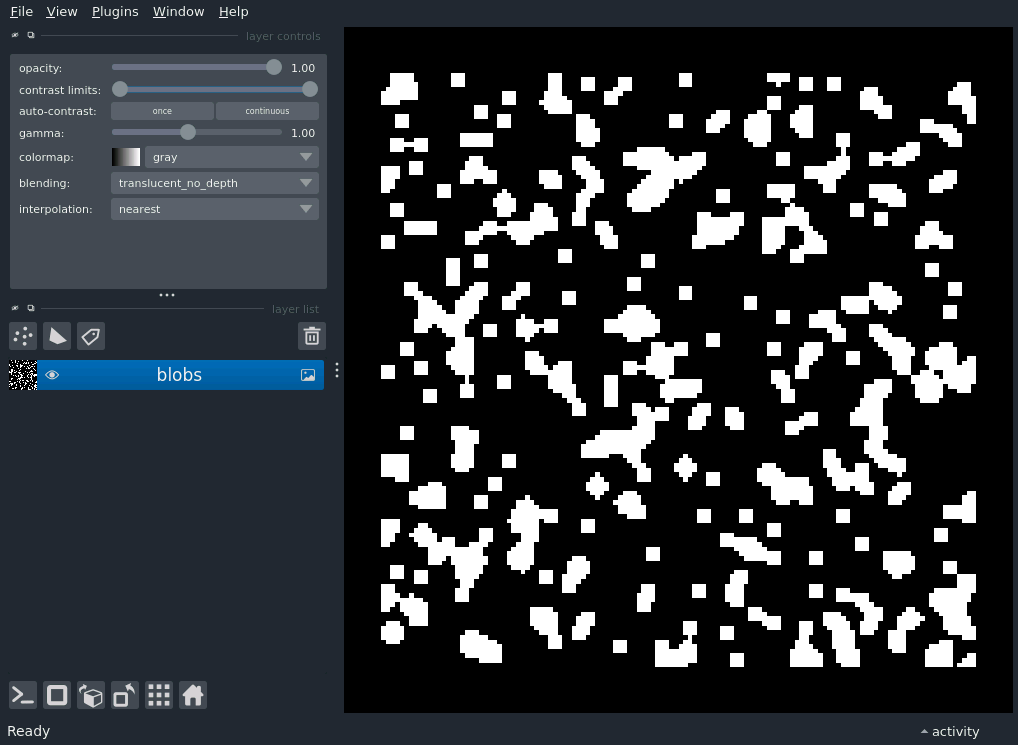 File View Plugins Window Help
layer controls
opacity: 1.00
contrast limits:
auto-contrast: once continuous
gamma: 1.00
colormap: gray
blending: translucent_no_depth
interpolation: nearest
layer list
blobs
Ready
activity